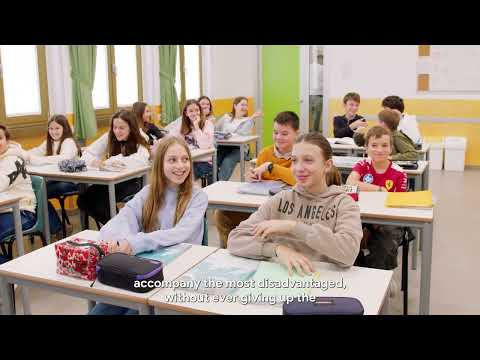 LOS ANGELES
accompany the most disadvantaged,
without ever giving up the